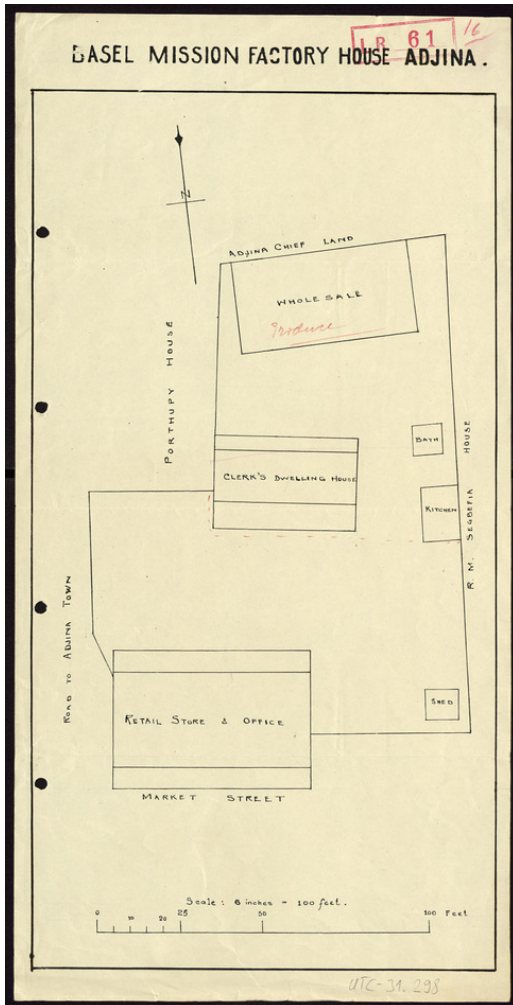 LR 61
16
BASEL MISSION FACTORY HOUSE ADJINA.
N
ADJINA CHIEF LAND
WHOLESALE
Produce
PORTHUPY HOUSE
BATH
R. M. SEGBEFIA HOUSE
CLERK'S DWELLING HOUSE
KITCHEN
ROAD TO ADJINA TOWN
SHED
RETAIL STORE & OFFICE
MARKET STREET
Scale: 6 inches = 100 feet.
0 10 20 25 50 100 Feet
UTC-31.298